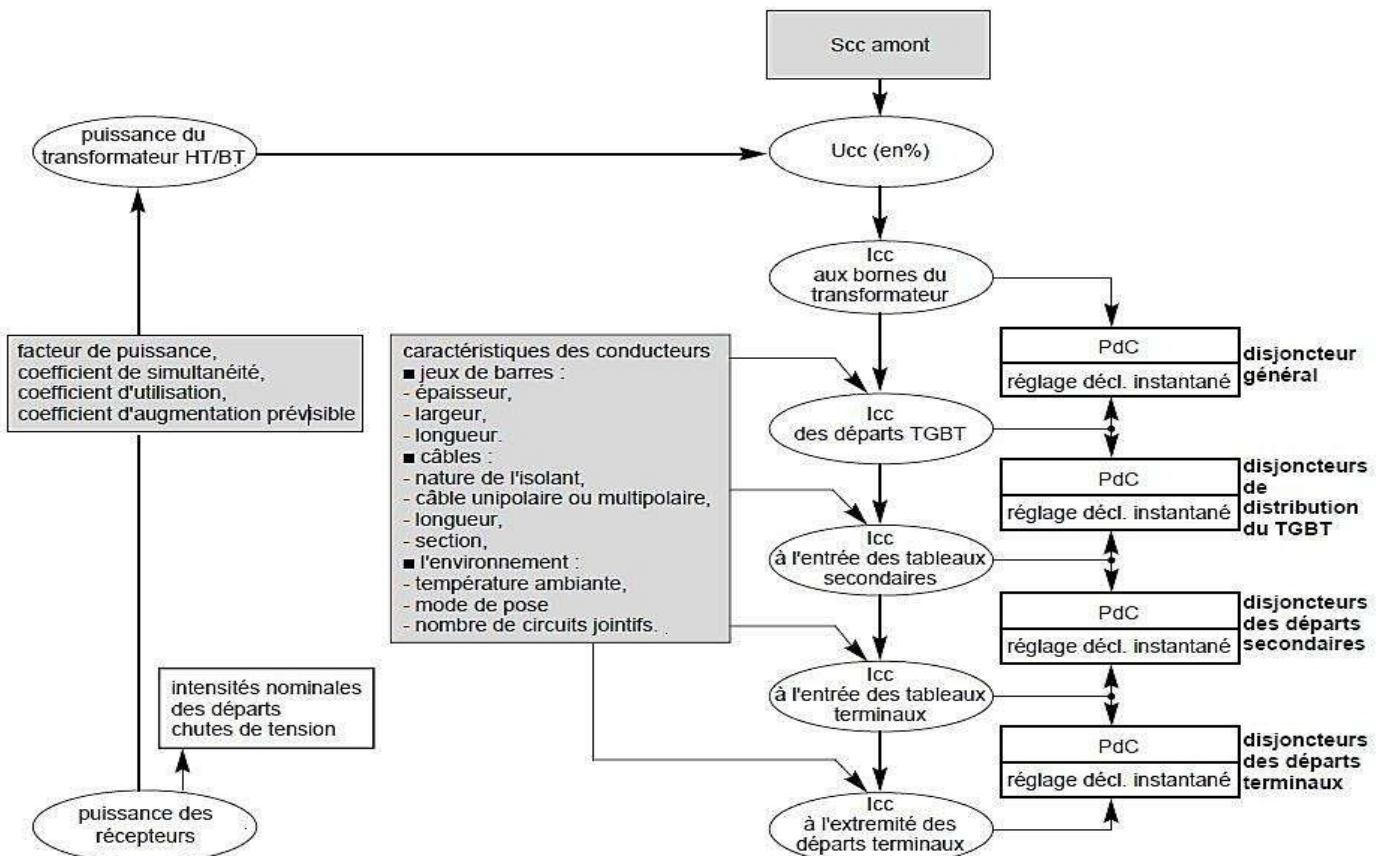 Scc amont
puissance du
transformateur HT/BT
Ucc (en%)
Icc
aux bornes du
transformateur
facteur de puissance,
coefficient de simultanéité,
coefficient d'utilisation,
coefficient d'augmentation prévisible
caractéristiques des conducteurs
■ jeux de barres :
- épaisseur,
- largeur,
- longueur.
■ câbles :
- nature de l'isolant,
- câble unipolaire ou multipolaire,
- longueur,
- section,
■ l'environnement :
- température ambiante,
- mode de pose
- nombre de circuits jointifs.
PdC
réglage décl. instantané
disjoncteur
général
Icc
des départs TGBT
PdC
réglage décl. instantané
disjoncteurs
de
distribution
du TGBT
Icc
à l'entrée des tableaux
secondaires
PdC
réglage décl. instantané
disjoncteurs
des départs
secondaires
Icc
à l'entrée des tableaux
terminaux
intensités nominales
des départs
chutes de tension
PdC
réglage décl. instantané
disjoncteurs
des départs
terminaux
puissance des
récepteurs
Icc
à l'extremité des
départs terminaux